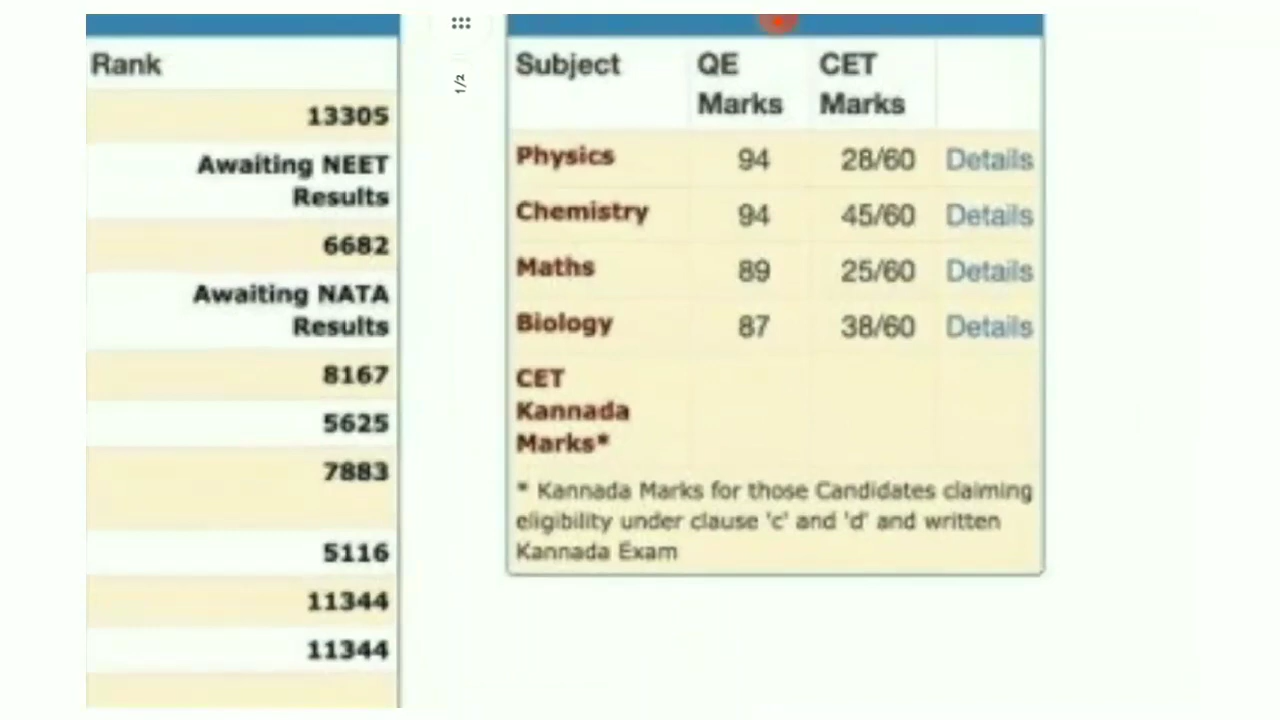 Rank
13305
Awaiting NEET
Results
6682
Awaiting NATA
Results
8167
5625
7883
5116
11344
11344
1/2
Subject QE Marks CET Marks
Physics 94 28/60 Details
Chemistry 94 45/60 Details
Maths 89 25/60 Details
Biology 87 38/60 Details
CET
Kannada
Marks*
* Kannada Marks for those Candidates claiming
eligibility under clause 'c' and 'd' and written
Kannada Exam